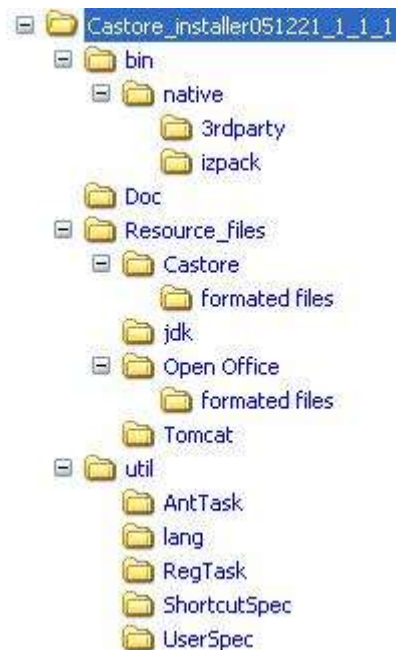 Castore_installer051221_1_1_1
bin
native
3rdparty
izpack
Doc
Resource_files
Castore
formated files
jdk
Open Office
formated files
Tomcat
util
AntTask
lang
RegTask
ShortcutSpec
UserSpec